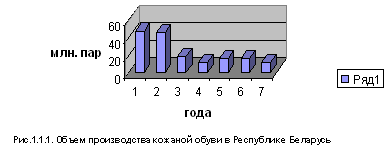 60
40
20
0
млн. пар
1 2 3 4 5 6 7
года
Ряд1
Рис.1.1.1. Объем производства кожаной обуви в Республике Беларусь